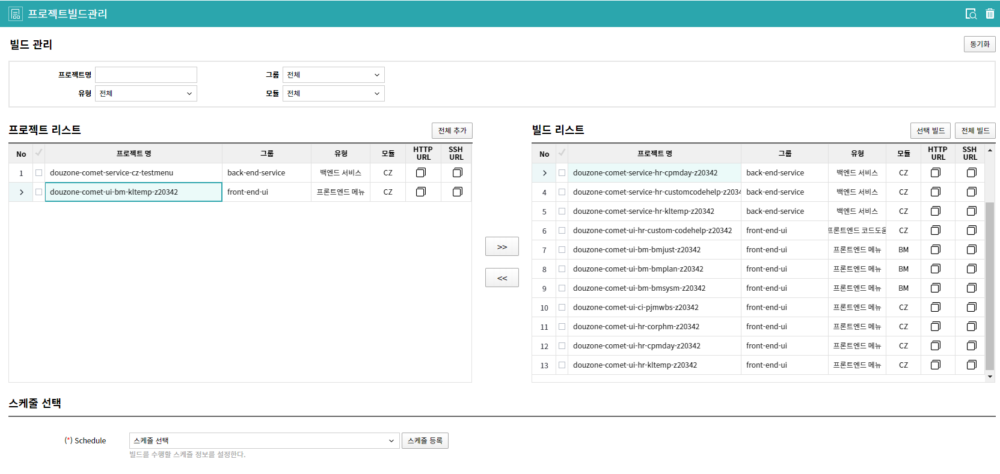 프로젝트빌드관리
빌드 관리
동기화
프로젝트명
그룹 전체
유형 전체
모듈 전체
프로젝트 리스트
전체 추가
No 프로젝트 명 그룹 유형 모듈 HTTP URL SSH URL
1 douzone-comet-service-cz-testmenu back-end-service 백엔드 서비스 CZ
> douzone-comet-ui-bm-kltemp-z20342 front-end-ui 프론트엔드 메뉴 CZ
>>
<<
빌드 리스트
선택 빌드 전체 빌드
No 프로젝트 명 그룹 유형 모듈 HTTP URL SSH URL
> douzone-comet-service-hr-cpmday-z20342 back-end-service 백엔드 서비스 CZ
4 douzone-comet-service-hr-customcodehelp-z2034 back-end-service 백엔드 서비스 CZ
5 douzone-comet-service-hr-kltemp-z20342 back-end-service 백엔드 서비스 CZ
6 douzone-comet-ui-hr-custom-codehelp-z20342 front-end-ui 프론트엔드 코드도움 CZ
7 douzone-comet-ui-bm-bmjust-z20342 front-end-ui 프론트엔드 메뉴 BM
8 douzone-comet-ui-bm-bmplan-z20342 front-end-ui 프론트엔드 메뉴 BM
9 douzone-comet-ui-bm-bmsysm-z20342 front-end-ui 프론트엔드 메뉴 BM
10 douzone-comet-ui-ci-pjmwbs-z20342 front-end-ui 프론트엔드 메뉴 CZ
11 douzone-comet-ui-hr-corphm-z20342 front-end-ui 프론트엔드 메뉴 CZ
12 douzone-comet-ui-hr-cpmday-z20342 front-end-ui 프론트엔드 메뉴 CZ
13 douzone-comet-ui-hr-kltemp-z20342 front-end-ui 프론트엔드 메뉴 CZ
스케줄 선택
(*) Schedule 스케줄 선택 스케줄 등록
빌드를 수행할 스케줄 정보를 설정한다.